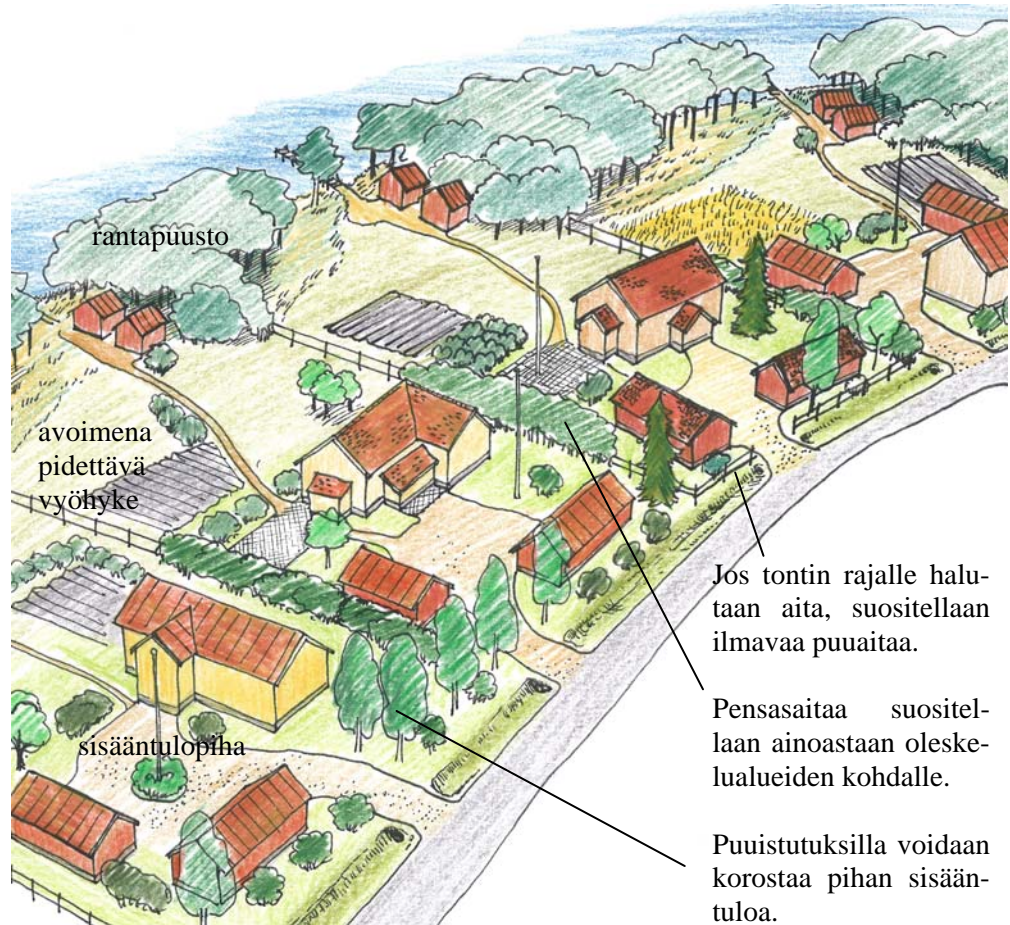 rantapuusto
avoimena
pidettävä
vyöhyke
sisääntulopiha
Jos tontin rajalle halu-
taan aita, suositellaan
ilmavaa puuaitaa.
Pensasaitaa suositel-
laan ainoastaan oleske-
lualueiden kohdalle.
Puuistutuksilla voidaan
korostaa pihan sisään-
tuloa.